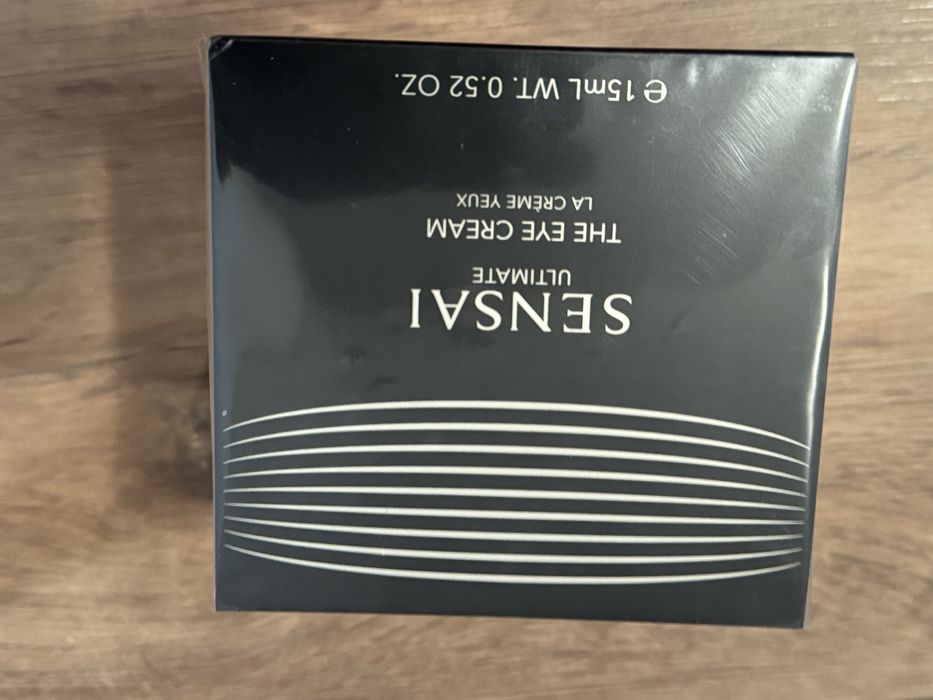 SENSAI
ULTIMATE
THE EYE CREAM
LA CRÈME YEUX
℮ 15mL WT. 0.52 OZ.